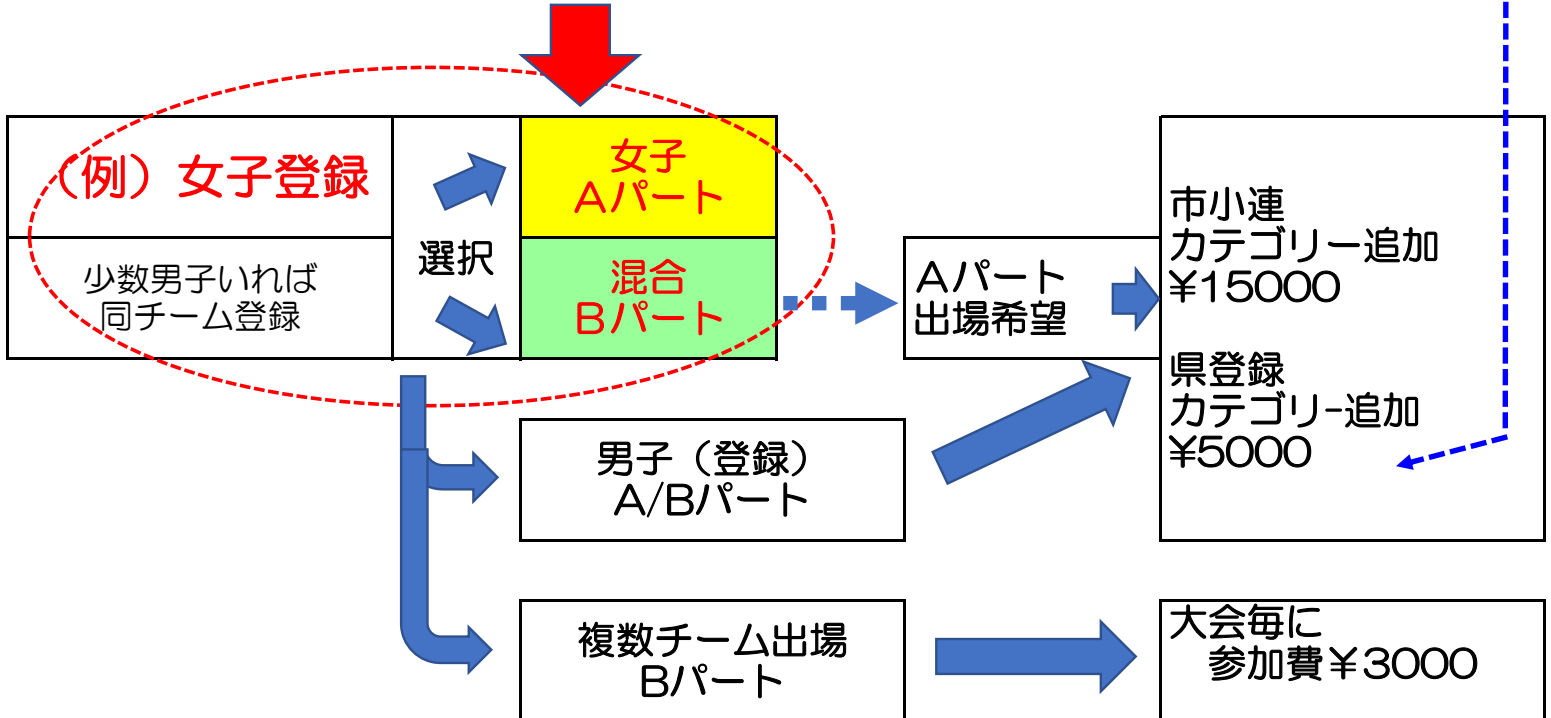 （例）女子登録
少数男子いれば
同チーム登録
選択
女子
Aパート
混合
Bパート
Aパート
出場希望
市小連
カテゴリー追加
¥15000
県登録
カテゴリｰ追加
¥5000
男子（登録）
A/Bパート
複数チーム出場
Bパート
大会毎に
参加費￥3000